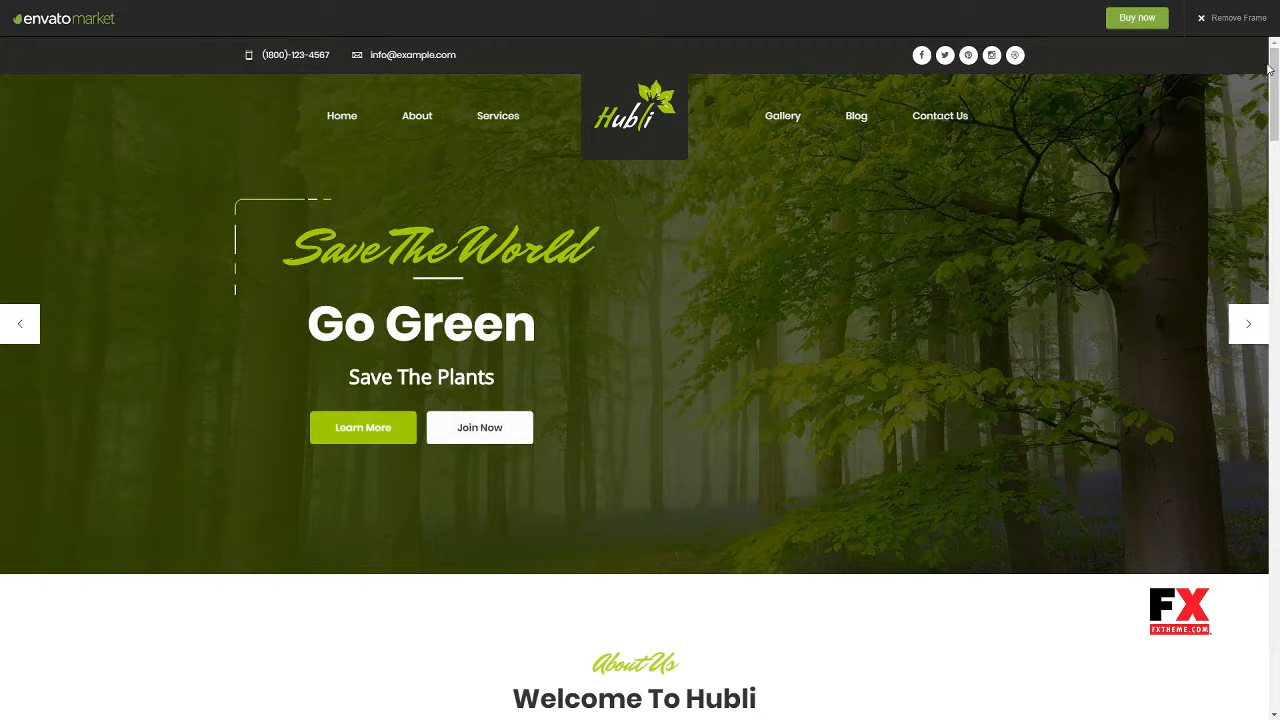 envatomarket
Buy now
Remove Frame
(1800)-123-4567
info@example.com
Home
About
Services
Hubli
Gallery
Blog
Contact Us
Save The World
Go Green
Save The Plants
Learn More
Join Now
FX
FXTHEME.COM
About Us
Welcome To Hubli